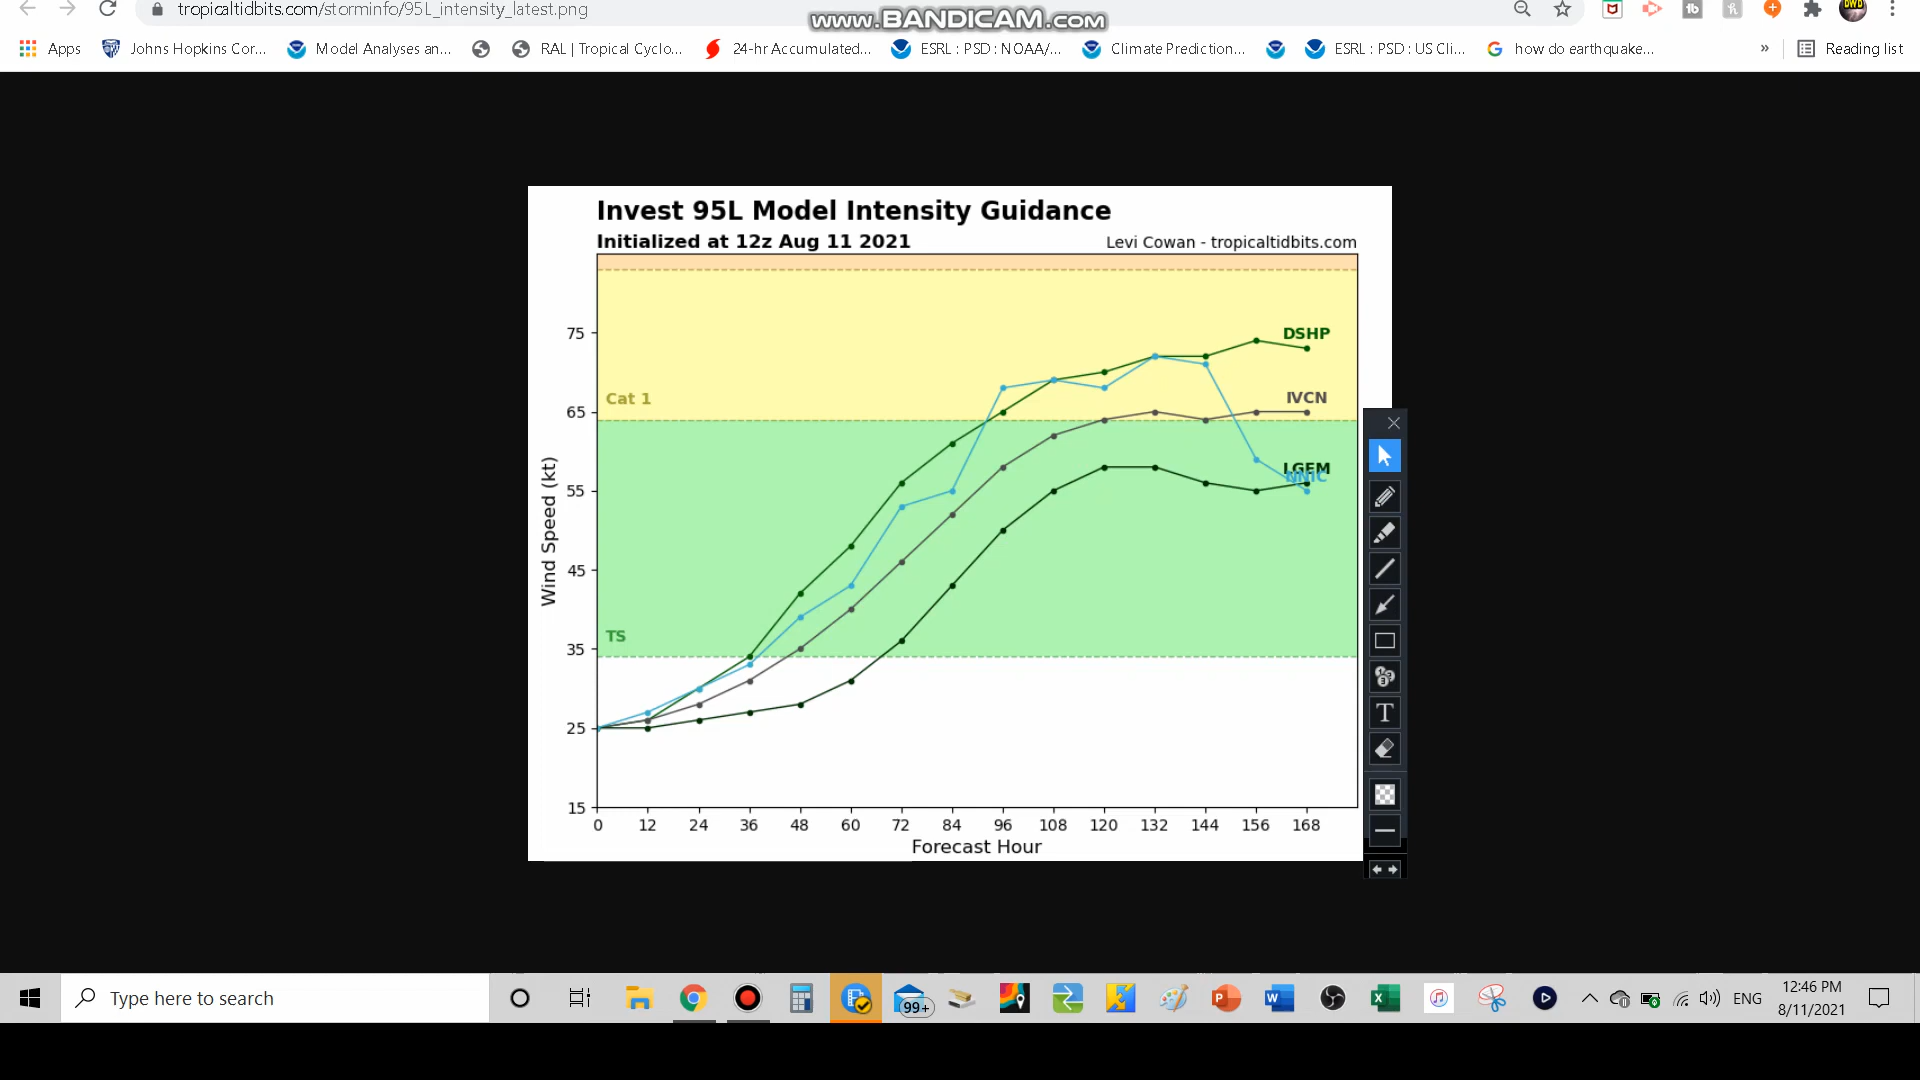 tropicaltidbits.com/storminfo/95L_intensity_latest.png
www.BANDICAM.com
Apps Johns Hopkins Cor... Model Analyses an... RAL | Tropical Cyclo... 24-hr Accumulated... ESRL : PSD : NOAA/... Climate Prediction... ESRL : PSD : US Cli... how do earthquake... » Reading list
Invest 95L Model Intensity Guidance
Initialized at 12z Aug 11 2021
Levi Cowan - tropicaltidbits.com
75
DSHP
Cat 1
IVCN
65
LGEM
NNIC
55
Wind Speed (kt)
45
TS
35
25
15
0 12 24 36 48 60 72 84 96 108 120 132 144 156 168
Forecast Hour
T
Type here to search
99+
ENG
12:46 PM
8/11/2021